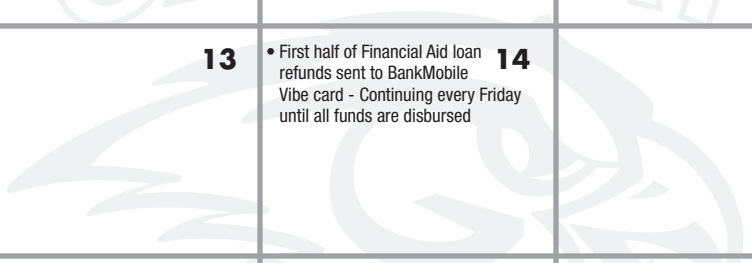 13
• First half of Financial Aid loan 14
refunds sent to BankMobile
Vibe card - Continuing every Friday
until all funds are disbursed